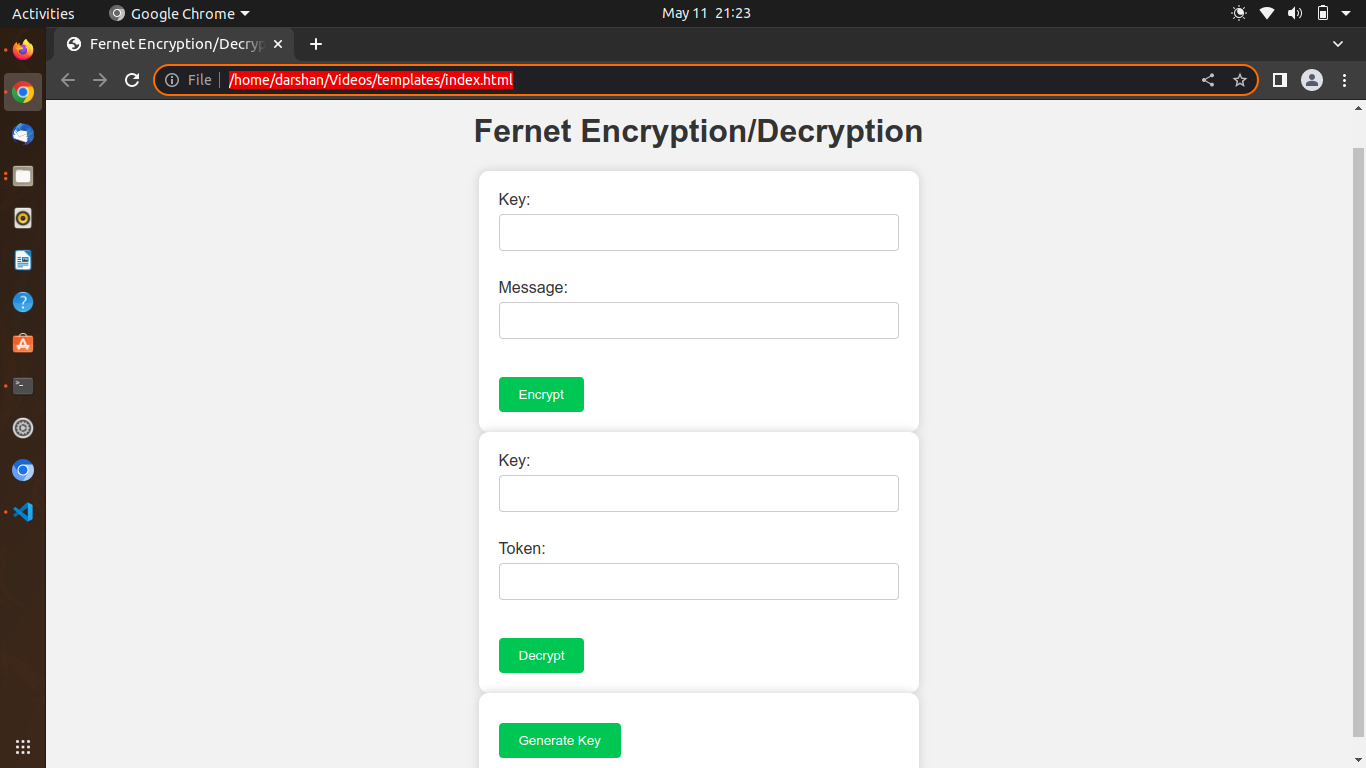 Activities Google Chrome May 11 21:23
Fernet Encryption/Decryp
File /home/darshan/Videos/templates/index.html
Fernet Encryption/Decryption
Key:
Message:
Encrypt
Key:
Token:
Decrypt
Generate Key